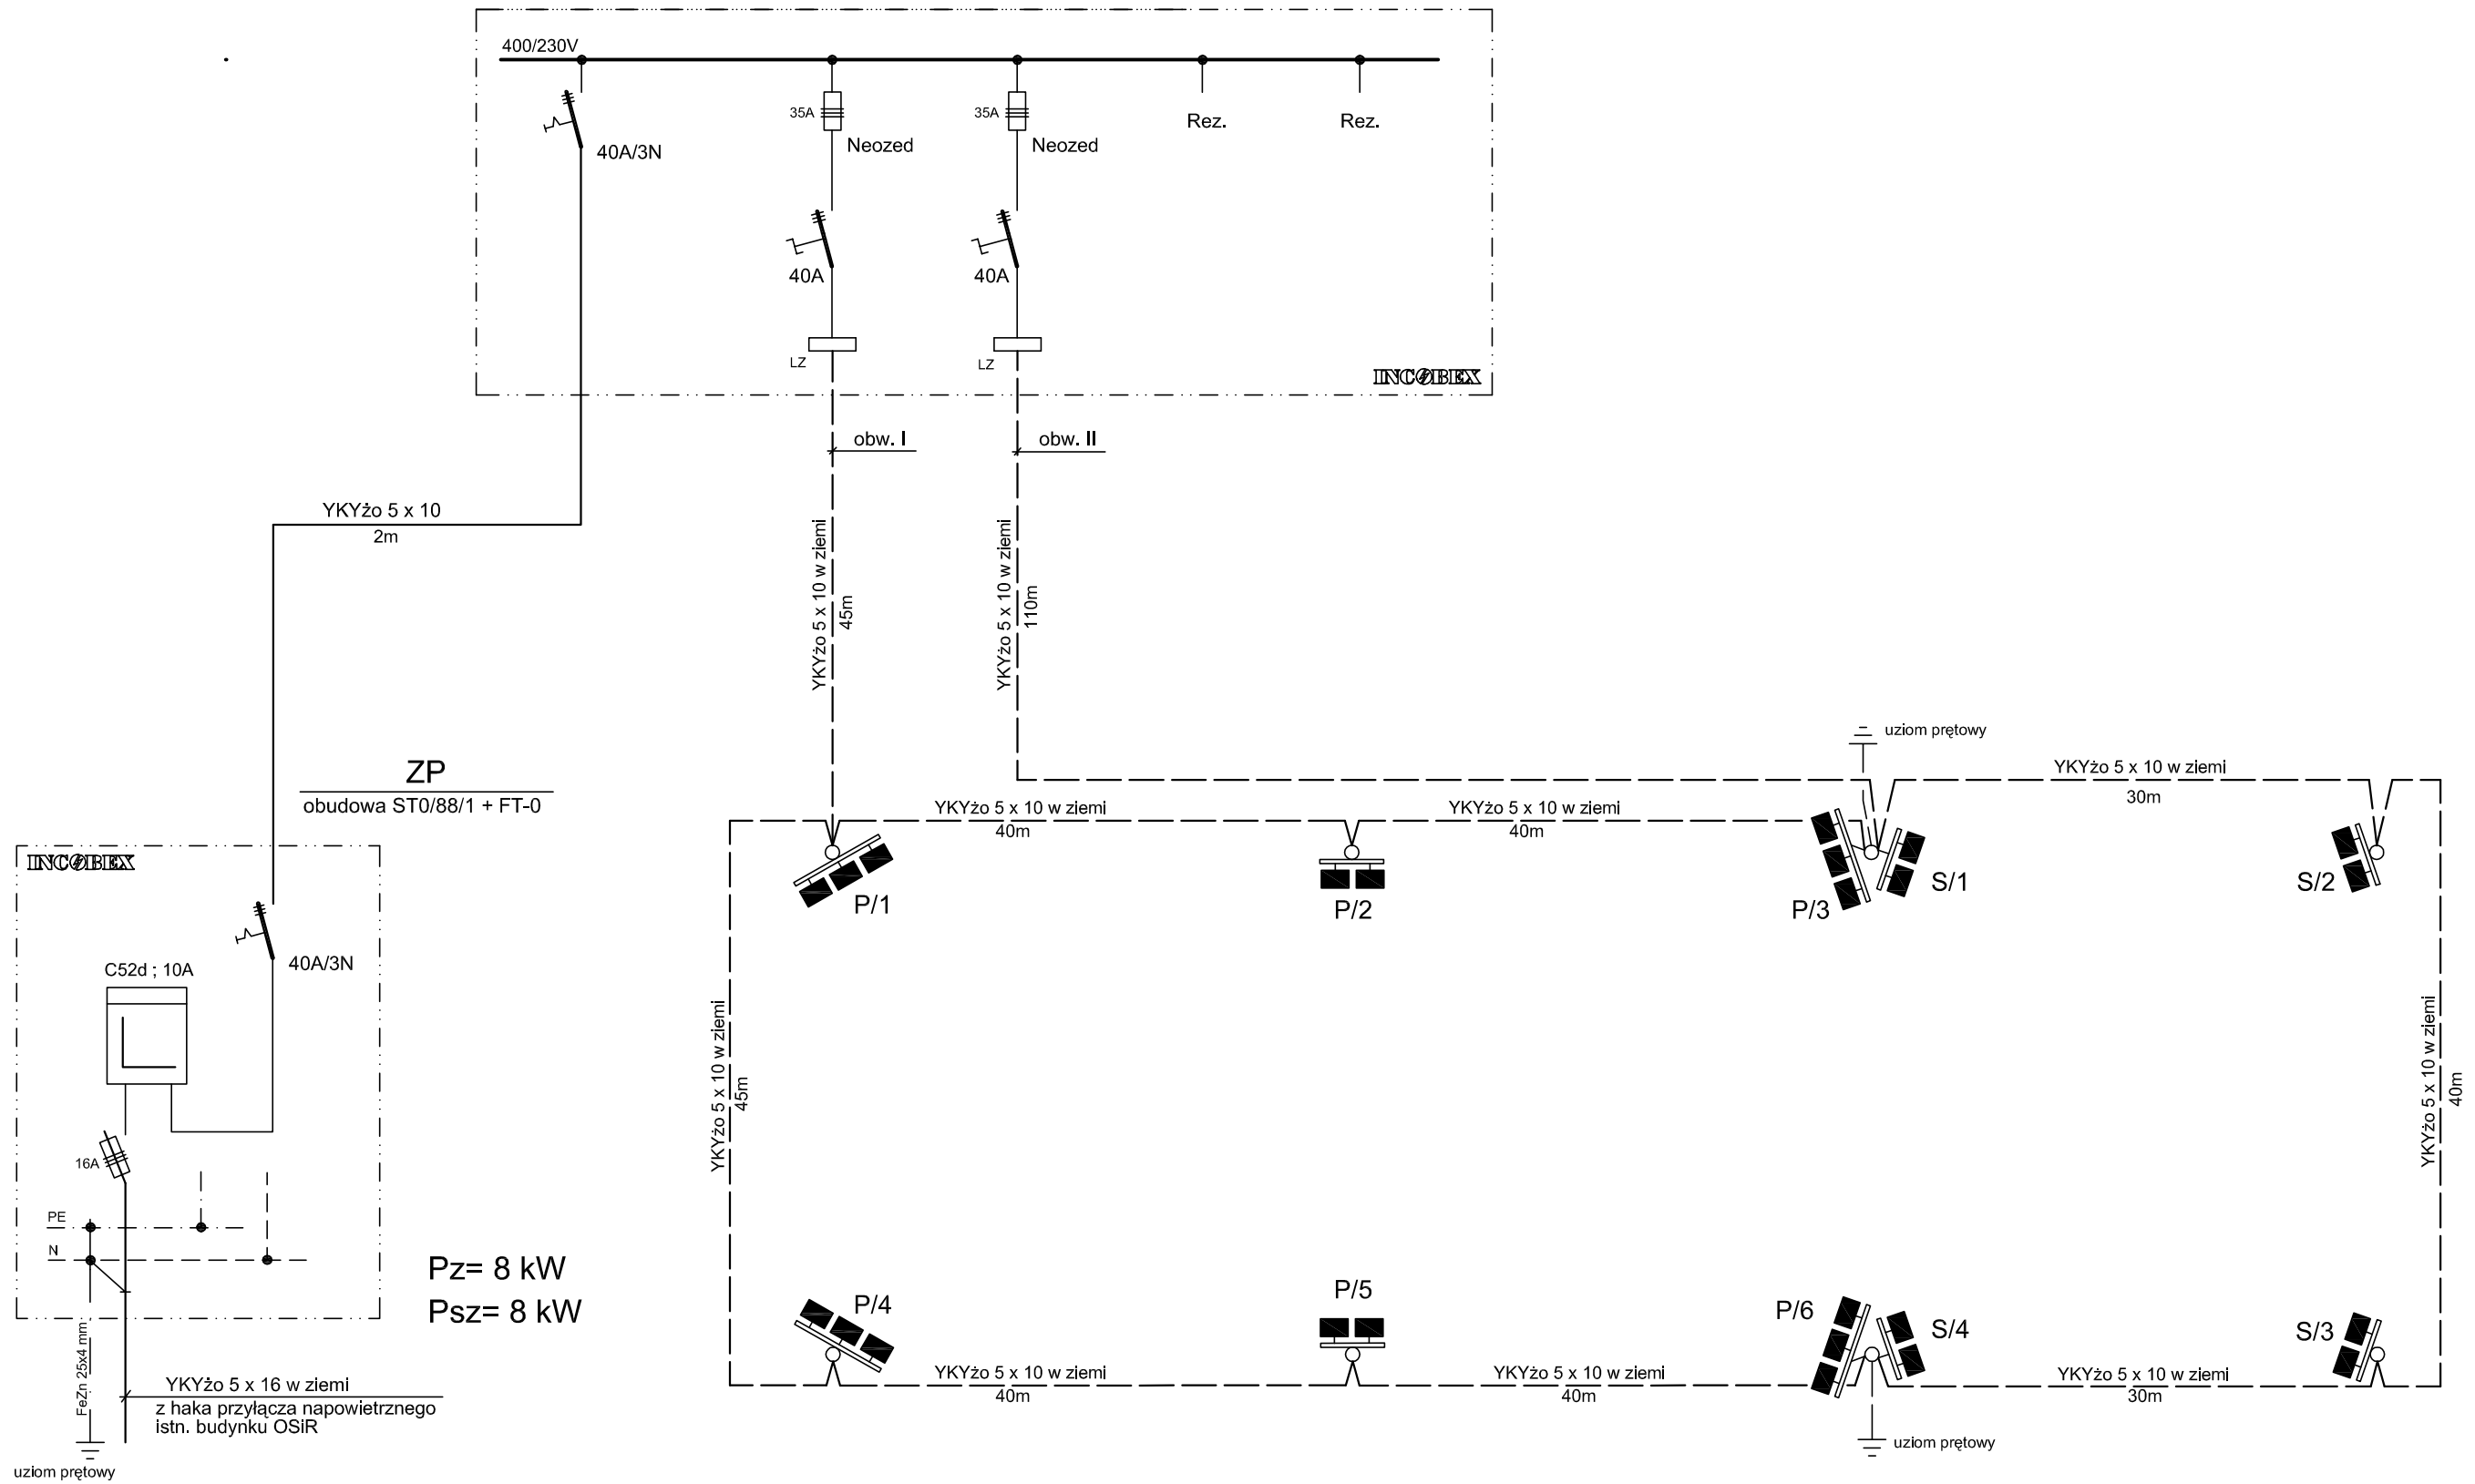 400/230V
40A/3N
35A
Neozed
35A
Neozed
Rez.
Rez.
40A
40A
LZ
LZ
INCOBEX
obw. I
obw. II
YKYżo 5 x 10
2m
YKYżo 5 x 10 w ziemi
45m
YKYżo 5 x 10 w ziemi
110m
ZP
obudowa ST0/88/1 + FT-0
INCOBEX
40A/3N
C52d ; 10A
16A
PE
N
Pz= 8 kW
Psz= 8 kW
FeZn 25x4 mm
YKYżo 5 x 16 w ziemi
z haka przyłącza napowietrznego
istn. budynku OSiR
uziom prętowy
uziom prętowy
YKYżo 5 x 10 w ziemi
40m
YKYżo 5 x 10 w ziemi
40m
YKYżo 5 x 10 w ziemi
30m
P/1
P/2
P/3
S/1
S/2
YKYżo 5 x 10 w ziemi
45m
YKYżo 5 x 10 w ziemi
40m
P/4
P/5
P/6
S/4
S/3
YKYżo 5 x 10 w ziemi
40m
YKYżo 5 x 10 w ziemi
40m
YKYżo 5 x 10 w ziemi
30m
uziom prętowy